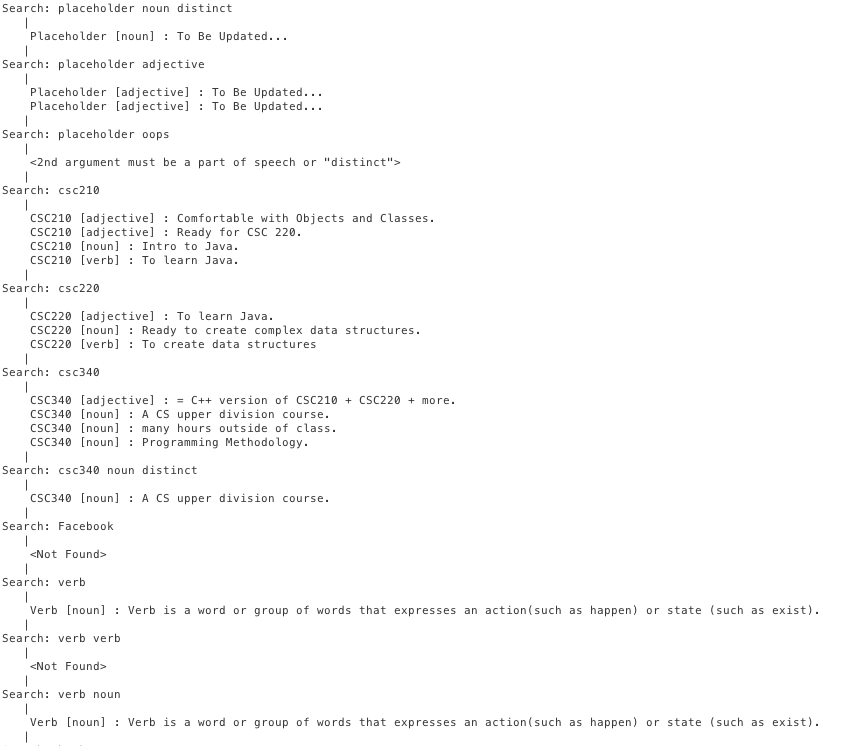 Search: placeholder noun distinct
|
Placeholder [noun] : To Be Updated...
|
Search: placeholder adjective
|
Placeholder [adjective] : To Be Updated...
Placeholder [adjective] : To Be Updated...
|
Search: placeholder oops
|
<2nd argument must be a part of speech or "distinct">
|
Search: csc210
|
CSC210 [adjective] : Comfortable with Objects and Classes.
CSC210 [adjective] : Ready for CSC 220.
CSC210 [noun] : Intro to Java.
CSC210 [verb] : To learn Java.
|
Search: csc220
|
CSC220 [adjective] : To learn Java.
CSC220 [noun] : Ready to create complex data structures.
CSC220 [verb] : To create data structures
|
Search: csc340
|
CSC340 [adjective] : = C++ version of CSC210 + CSC220 + more.
CSC340 [noun] : A CS upper division course.
CSC340 [noun] : many hours outside of class.
CSC340 [noun] : Programming Methodology.
|
Search: csc340 noun distinct
|
CSC340 [noun] : A CS upper division course.
|
Search: Facebook
|
<Not Found>
|
Search: verb
|
Verb [noun] : Verb is a word or group of words that expresses an action(such as happen) or state (such as exist).
|
Search: verb verb
|
<Not Found>
|
Search: verb noun
|
Verb [noun] : Verb is a word or group of words that expresses an action(such as happen) or state (such as exist).
|